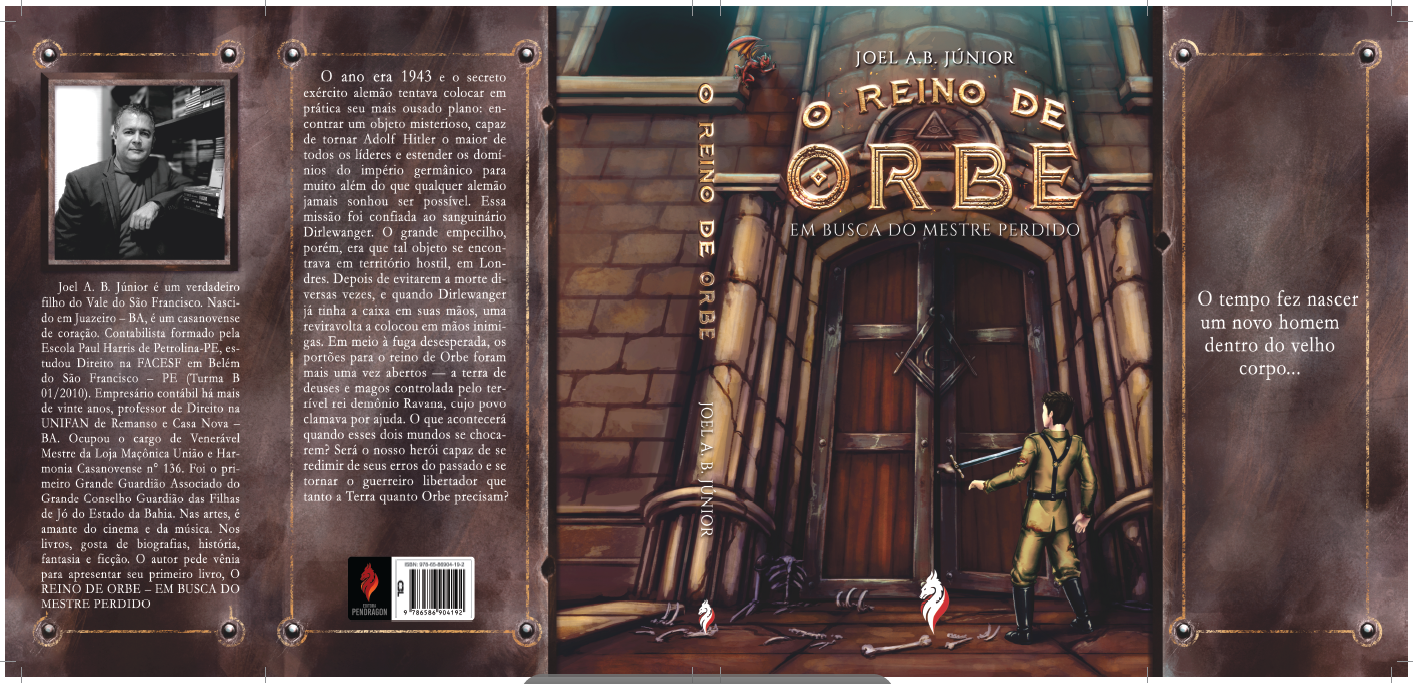 Joel A. B. Júnior é um verdadeiro
filho do Vale do São Francisco. Nasci-
do em Juazeiro – BA, é um casanovense
de coração. Contabilista formado pela
Escola Paul Harris de Petrolina-PE, es-
tudou Direito na FACESF em Belém
do São Francisco – PE (Turma B
01/2010). Empresário contábil há mais
de vinte anos, professor de Direito na
UNIFAN de Remanso e Casa Nova –
BA. Ocupou o cargo de Venerável
Mestre da Loja Maçônica União e Har-
monia Casanovense n° 136. Foi o pri-
meiro Grande Guardião Associado do
Grande Conselho Guardião das Filhas
de Jó do Estado da Bahia. Nas artes, é
amante do cinema e da música. Nos
livros, gosta de biografias, história,
fantasia e ficção. O autor pede vênia
para apresentar seu primeiro livro, O
REINO DE ORBE – EM BUSCA DO
MESTRE PERDIDO
O ano era 1943 e o secreto
exército alemão tentava colocar em
prática seu mais ousado plano: en-
contrar um objeto misterioso, capaz
de tornar Adolf Hitler o maior de
todos os líderes e estender os domí-
nios do império germânico para
muito além do que qualquer alemão
jamais sonhou ser possível. Essa
missão foi confiada ao sanguinário
Dirlewanger. O grande empecilho,
porém, era que tal objeto se encon-
trava em território hostil, em Lon-
dres. Depois de evitarem a morte di-
versas vezes, e quando Dirlewanger
já tinha a caixa em suas mãos, uma
reviravolta a colocou em mãos inimi-
gas. Em meio à fuga desesperada, os
portões para o reino de Orbe foram
mais uma vez abertos — a terra de
deuses e magos controlada pelo ter-
rível rei demônio Ravana, cujo povo
clamava por ajuda. O que acontecerá
quando esses dois mundos se choca-
rem? Será o nosso herói capaz de se
redimir de seus erros do passado e se
tornar o guerreiro libertador que
tanto a Terra quanto Orbe precisam?
EDITORA
PENDRAGON
ISBN: 978-65-86904-19-2
9 786586 904192
O REINO DE ORBE
JOEL A. B. JÚNIOR
JOEL A.B. JÚNIOR
O REINO DE
ORBE
EM BUSCA DO MESTRE PERDIDO
O tempo fez nascer
um novo homem
dentro do velho
corpo...